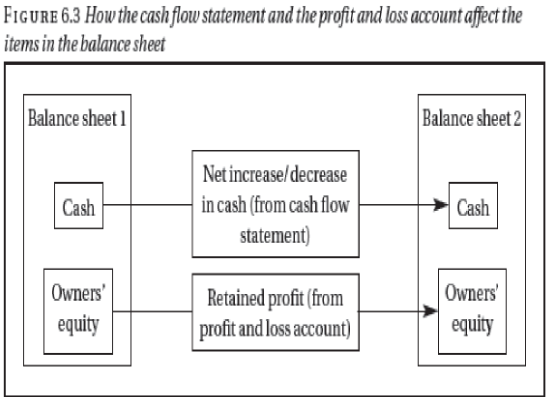 FIGURE 6.3 How the cash flow statement and the profit and loss account affect the
items in the balance sheet
Balance sheet 1
Balance sheet 2
Net increase/decrease
in cash (from cash flow
statement)
Cash
Cash
Owners'
equity
Retained profit (from
profit and loss account)
Owners'
equity